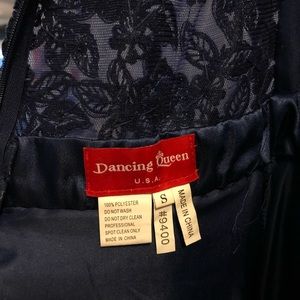 Dancing Queen
U.S.A.
100% POLYESTER
DO NOT WASH
DO NOT DRY CLEAN
PROFESSIONAL
SPOT CLEAN ONLY
MADE IN CHINA
S #9400
MADE IN CHINA